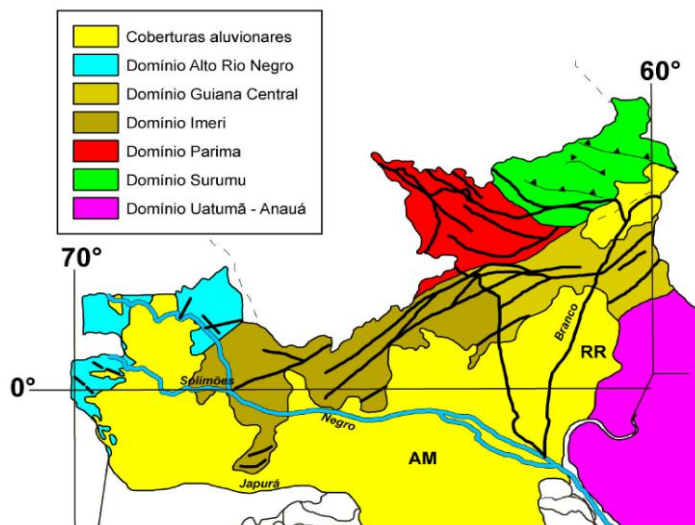 Coberturas aluvionares
Domínio Alto Rio Negro
Domínio Guiana Central
Domínio Imeri
Domínio Parima
Domínio Surumu
Domínio Uatumã - Anauá
60°
70°
Branco
RR
0°
Solimões
Negro
AM
Japurá